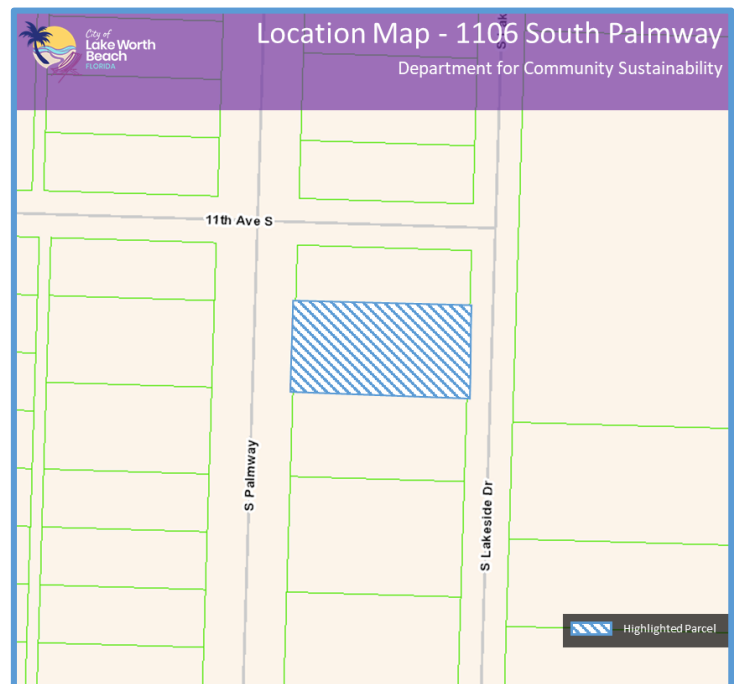 Location Map - 1106 South Palmway
Department for Community Sustainability
City of
Lake Worth
Beach
FLORIDA
11th Ave S
S Palmway
S Lakeside Dr
Highlighted Parcel